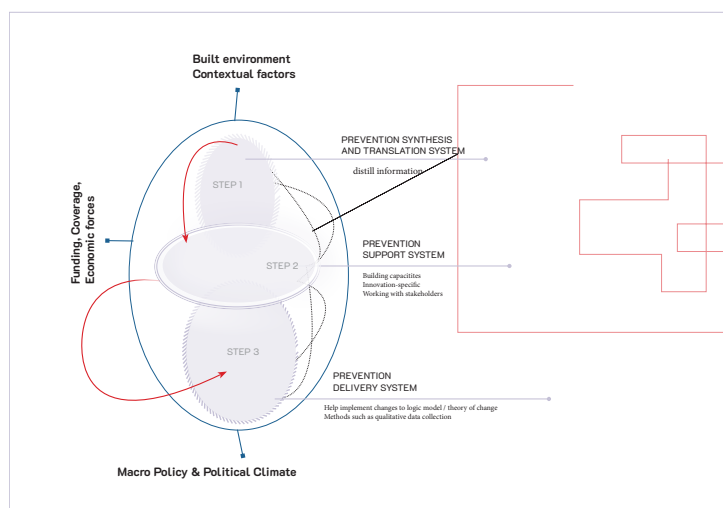 Built environment
Contextual factors
PREVENTION SYNTHESIS
AND TRANSLATION SYSTEM
distill information
STEP 1
Funding, Coverage,
Economic forces
PREVENTION
SUPPORT SYSTEM
STEP 2
Building capacitites
Innovation-specific
Working with stakeholders
STEP 3
PREVENTION
DELIVERY SYSTEM
Help implement changes to logic model / theory of change
Methods such as qualitative data collection
Macro Policy & Political Climate